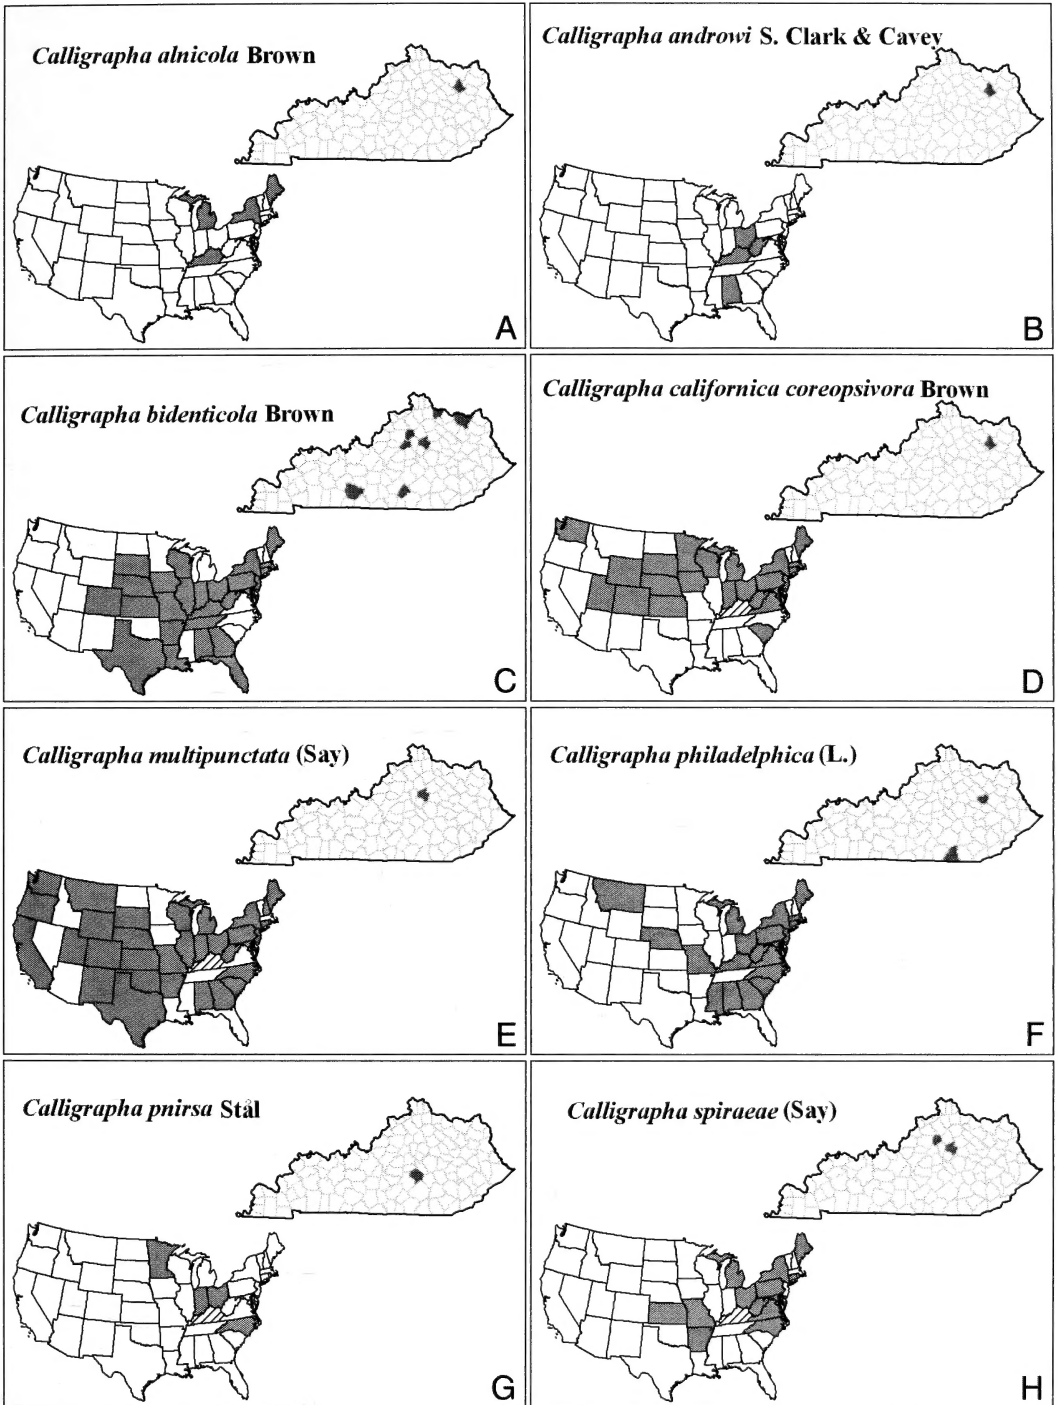 Calligrapha alnicola Brown
A
Calligrapha androwi S. Clark & Cavey
B
Calligrapha bidenticola Brown
C
Calligrapha californica coreopsivora Brown
D
Calligrapha multipunctata (Say)
E
Calligrapha philadelphica (L.)
F
Calligrapha pnirsa Stål
G
Calligrapha spiraeae (Say)
H